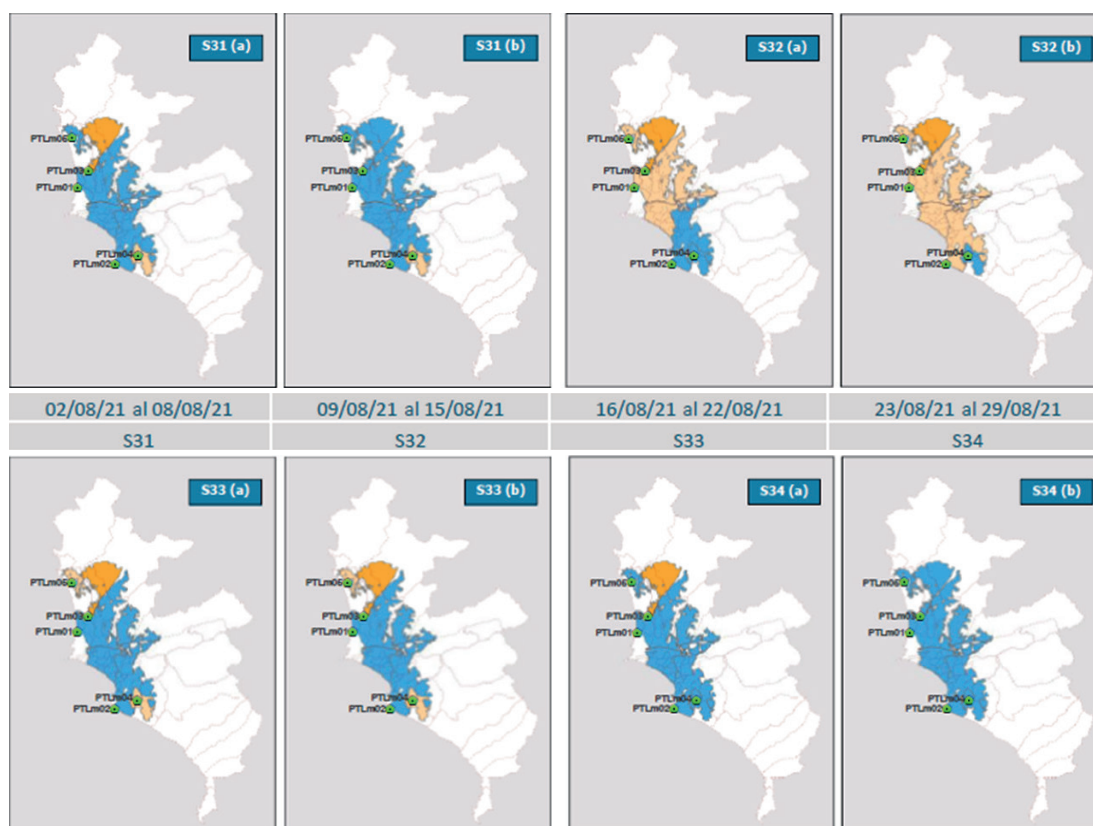 S31 (a)
PTLm06
PTLm03
PTLm01
PTLm04
PTLm02
S31 (b)
PTLm06
PTLm03
PTLm01
PTLm04
PTLm02
S32 (a)
PTLm06
PTLm03
PTLm01
PTLm04
PTLm02
S32 (b)
PTLm06
PTLm03
PTLm01
PTLm04
PTLm02
02/08/21 al 08/08/21
09/08/21 al 15/08/21
16/08/21 al 22/08/21
23/08/21 al 29/08/21
S31
S32
S33
S34
S33 (a)
PTLm06
PTLm03
PTLm01
PTLm04
PTLm02
S33 (b)
PTLm06
PTLm03
PTLm01
PTLm04
PTLm02
S34 (a)
PTLm06
PTLm03
PTLm01
PTLm04
PTLm02
S34 (b)
PTLm06
PTLm03
PTLm01
PTLm04
PTLm02